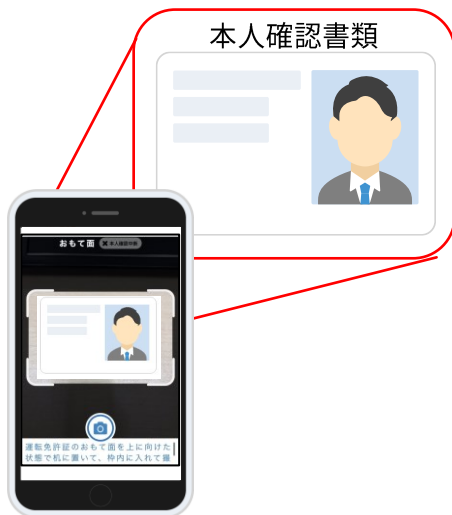 本人確認書類
おもて面
本人確認中断
運転免許証のおもて面を上に向けた
状態で机に置いて、枠内に入れて撮